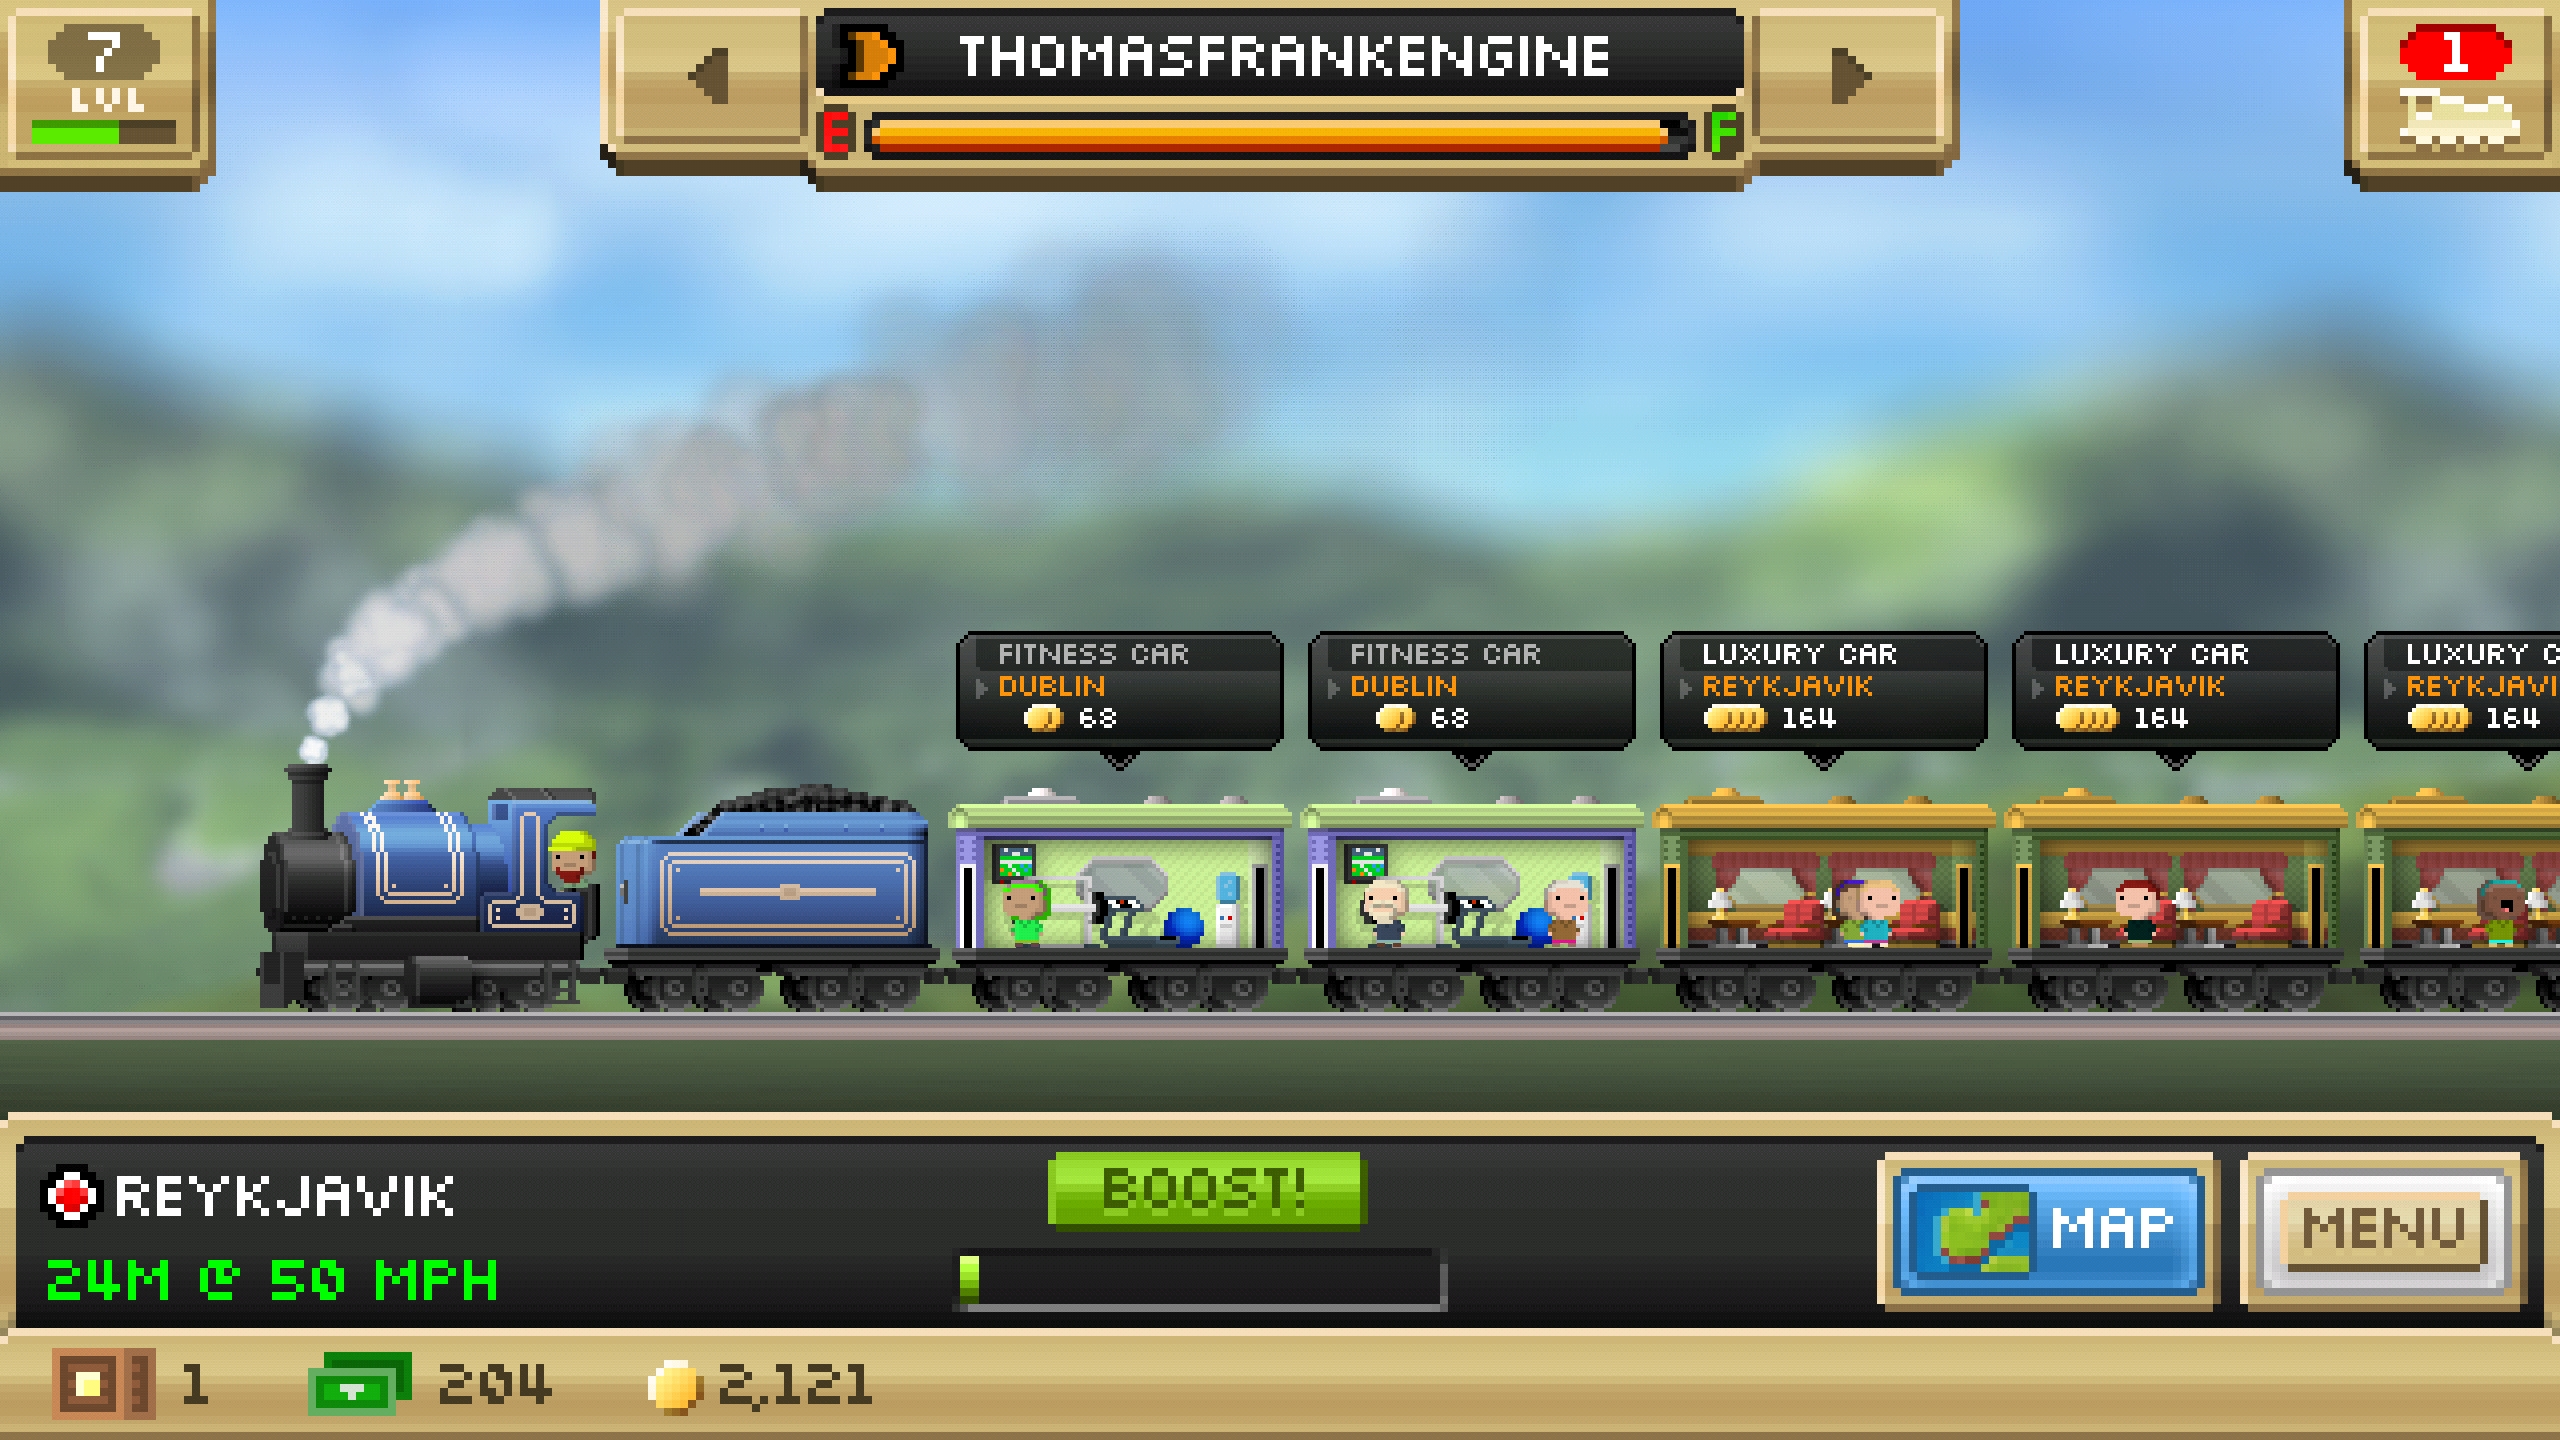 7
LVL
THOMASFRANKENGINE
E F
1
FITNESS CAR
DUBLIN
68
FITNESS CAR
DUBLIN
68
LUXURY CAR
REYKJAVIK
164
LUXURY CAR
REYKJAVIK
164
LUXURY C
REYKJAVI
164
REYKJAVIK
24M @ 50 MPH
BOOST!
MAP
MENU
1 204 2,121